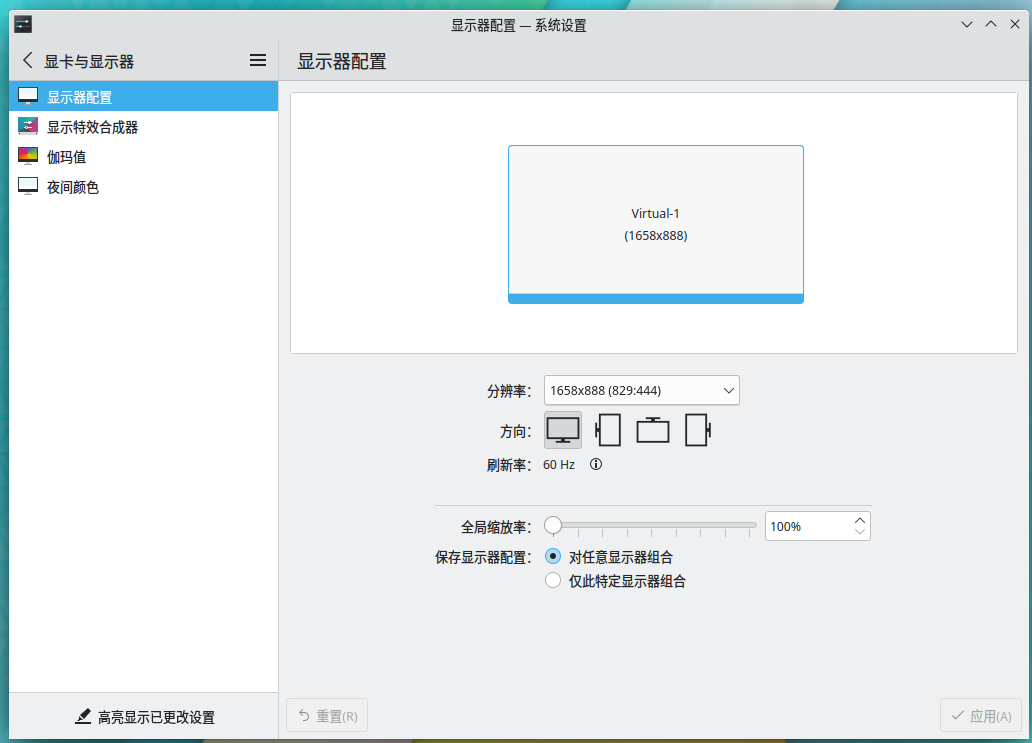 显示器配置 — 系统设置
显卡与显示器
显示器配置
显示器配置
显示特效合成器
伽玛值
夜间颜色
Virtual-1
(1658x888)
分辨率： 1658x888 (829:444)
方向：
刷新率： 60 Hz
全局缩放率： 100%
保存显示器配置： 对任意显示器组合
仅此特定显示器组合
高亮显示已更改设置
重置(R)
应用(A)